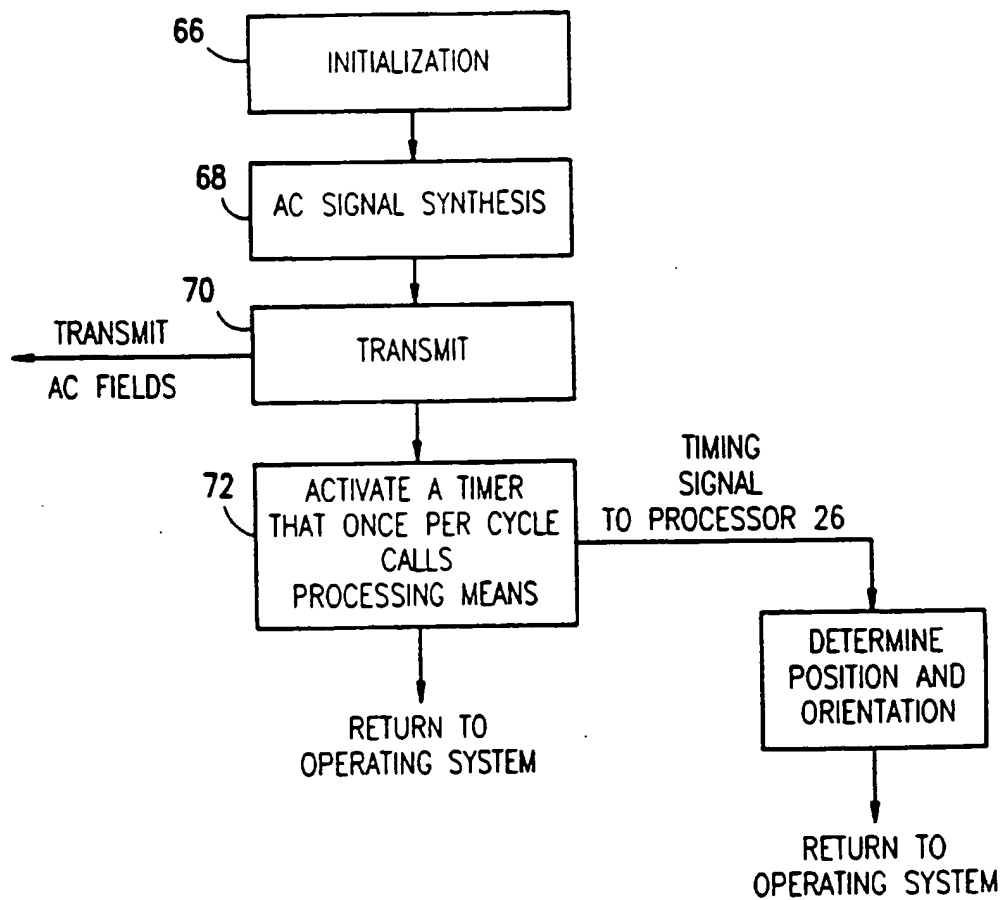 66
INITIALIZATION
68
AC SIGNAL SYNTHESIS
70
TRANSMIT
AC FIELDS
TRANSMIT
72
ACTIVATE A TIMER
THAT ONCE PER CYCLE
CALLS
PROCESSING MEANS
TIMING
SIGNAL
TO PROCESSOR 26
RETURN TO
OPERATING SYSTEM
DETERMINE
POSITION AND
ORIENTATION
RETURN TO
OPERATING SYSTEM